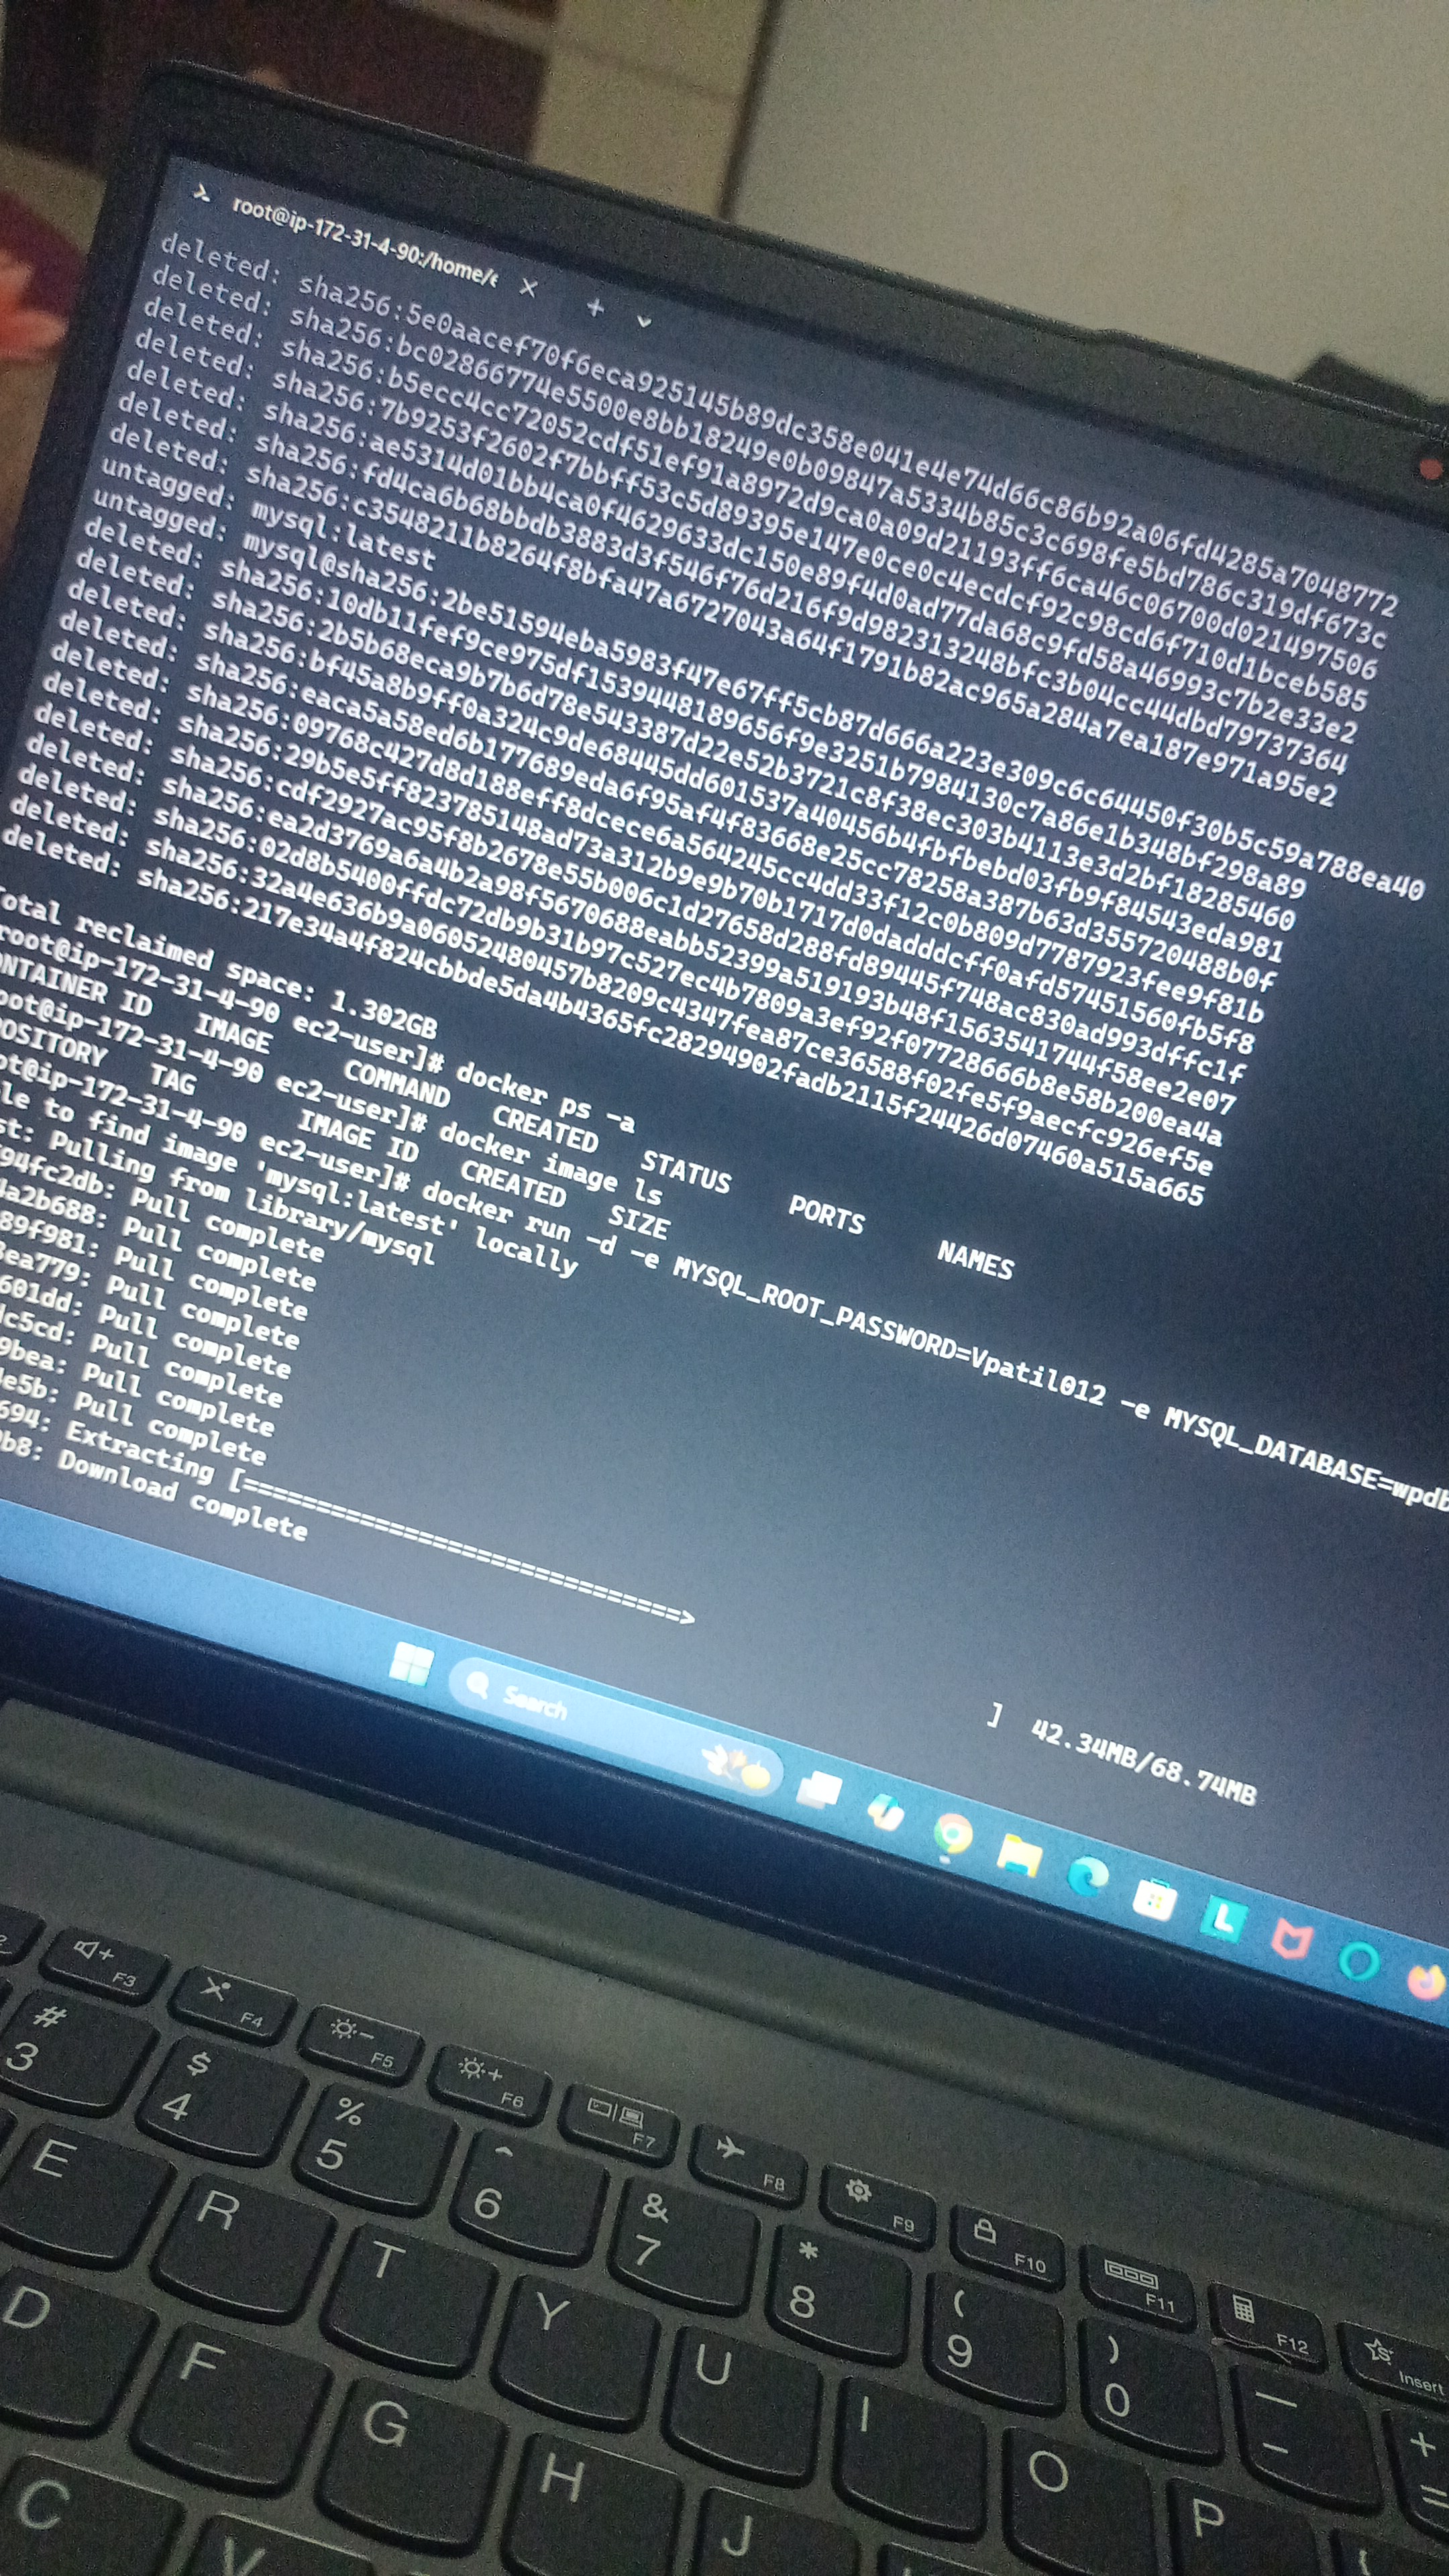 root@ip-172-31-4-90:/home/e
deleted: sha256:5e0aacef70f6eca925145b89dc358e041e4e74d66c86b92a06fd4285a7048772
deleted: sha256:bc02866774e5500e8bb18249e0b09847a5334b85c3c698fe5bd786c319df673c
deleted: sha256:b5ecc4cc72052cdf51ef91a8972d9ca0a09d21193ff6ca46c06700d021497506
deleted: sha256:7b9253f2602f7bbff53c5d89395e147e0ce0c4ecdcf92c98cd6f710d1bceb585
deleted: sha256:ae5314d01bb4ca0f4629633dc150e89f4d0ad77da68c9fd58a46993c7b2e33e2
deleted: sha256:fd4ca6b68bbdb3883d3f546f76d216f9d982313248bfc3b04cc44dbd79737364
deleted: sha256:c3548211b8264f8bfa47a6727043a64f1791b82ac965a284a7ea187e971a95e2
untagged: mysql:latest
untagged: mysql@sha256:2be51594eba5983f47e67ff5cb87d666a223e309c6c64450f30b5c59a788ea40
deleted: sha256:10db11fef9ce975df153944818965​6f9e3251b7984130c7a86e1b348bf298a89
deleted: sha256:2b5b68eca9b7b6d78e543387d22e52b3721c8f38ec303b4113e3d2bf18285460
deleted: sha256:bf45a8b9ff0a324c9de68445dd601537a40456b4fbfbebd03fb9f84543eda981
deleted: sha256:eaca5a58ed6b177689eda6f95af4f83668e25cc78258a387b63d355720488b0f
deleted: sha256:09768c427d8d188eff8dcece6a564245cc4dd33f12c0b809d7787923fee9f81b
deleted: sha256:29b5e5ff823785148ad73a312b9e9b70b1717d0dadddcff0afd57451560fb5f8
deleted: sha256:cdf2927ac95f8b2678e55b006c1d27658d288fd89445f748ac830ad993dffc1f
deleted: sha256:ea2d3769a6a4b2a98f5670688eabb52399a519193b48f1563541744f58ee2e07
deleted: sha256:02d8b5400ffdc72db9b31b97c527ec4b7809a3ef92f07728666b8e58b200ea4a
deleted: sha256:32a4e636b9a06052480457b8209c4347fea87ce36588f02fe5f9aecfc926ef5e
deleted: sha256:217e34a4f824cbbde5da4b4365fc28294902fadb2115f24426d07460a515a665
otal reclaimed space: 1.302GB
root@ip-172-31-4-90 ec2-user]# docker ps -a
ONTAINER ID IMAGE COMMAND CREATED STATUS PORTS NAMES
oot@ip-172-31-4-90 ec2-user]# docker image ls
POSITORY TAG IMAGE ID CREATED SIZE
ot@ip-172-31-4-90 ec2-user]# docker run -d -e MYSQL_ROOT_PASSWORD=Vpatil012 -e MYSQL_DATABASE=wpdb
le to find image 'mysql:latest' locally
st: Pulling from library/mysql
94fc2db: Pull complete
4a2b688: Pull complete
89f981: Pull complete
3ea779: Pull complete
601dd: Pull complete
dc5cd: Pull complete
9bea: Pull complete
4e5b: Pull complete
694: Extracting [==============================> ] 42.34MB/68.74MB
b8: Download complete
Search
F3 F4 F5 F6 F7 F8 F9 F10 F11 F12 Insert
# 3 $ 4 % 5 ^ 6 & 7 * 8 ( 9 ) 0 — - + =
E R T Y U I O P {
D F G H J
C V